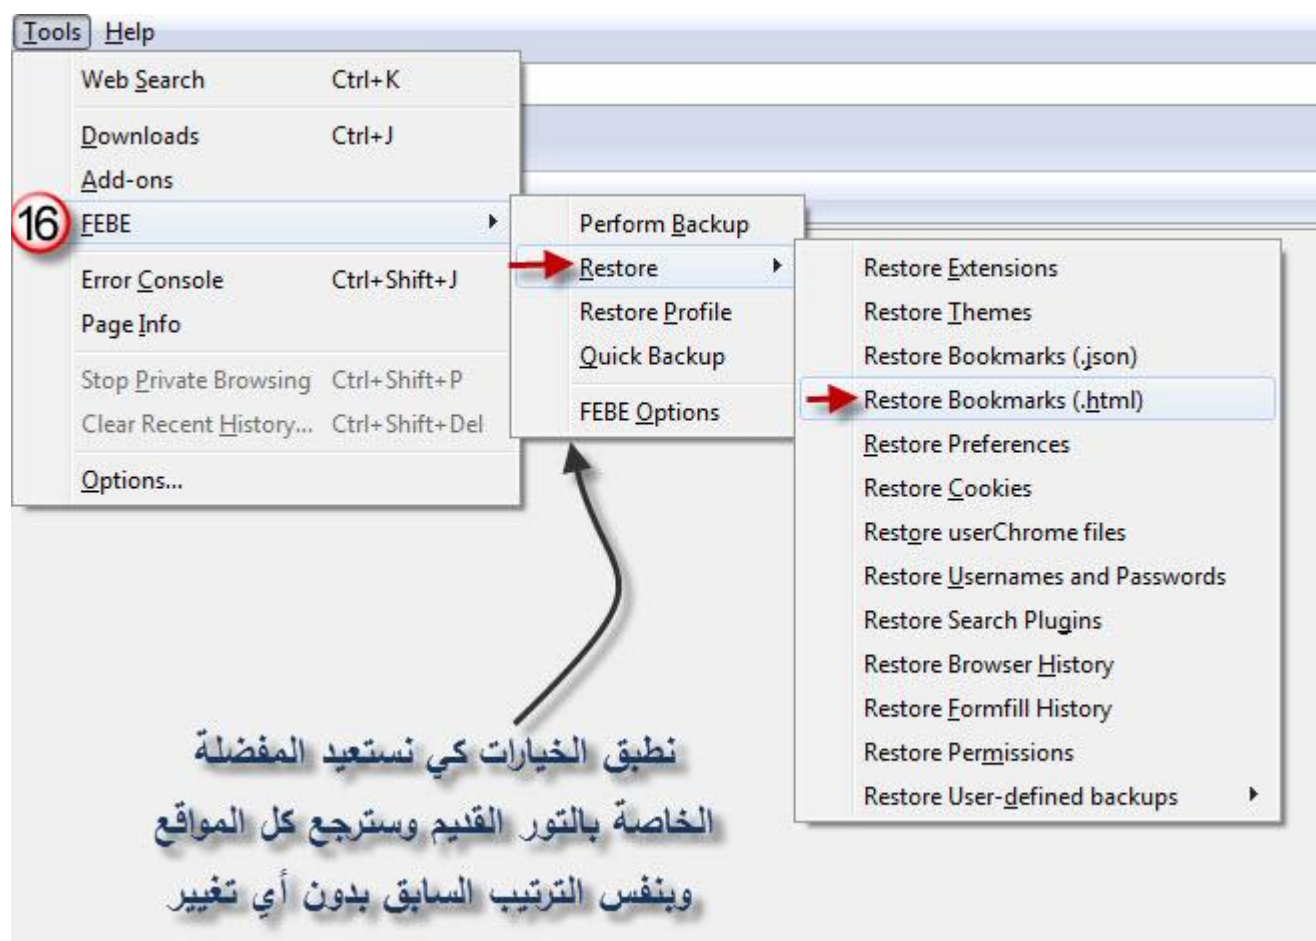 Tools Help
Web Search Ctrl+K
Downloads Ctrl+J
Add-ons
16 FEBE
Error Console Ctrl+Shift+J
Page Info
Stop Private Browsing Ctrl+Shift+P
Clear Recent History... Ctrl+Shift+Del
Options...
Perform Backup
Restore
Restore Profile
Quick Backup
FEBE Options
Restore Extensions
Restore Themes
Restore Bookmarks (.json)
Restore Bookmarks (.html)
Restore Preferences
Restore Cookies
Restore userChrome files
Restore Usernames and Passwords
Restore Search Plugins
Restore Browser History
Restore Formfill History
Restore Permissions
Restore User-defined backups
نطبق الخيارات كي نستعيد المفضلة
الخاصة بالتور القديم وسترجع كل المواقع
وبنفس الترتيب السابق بدون أي تغيير